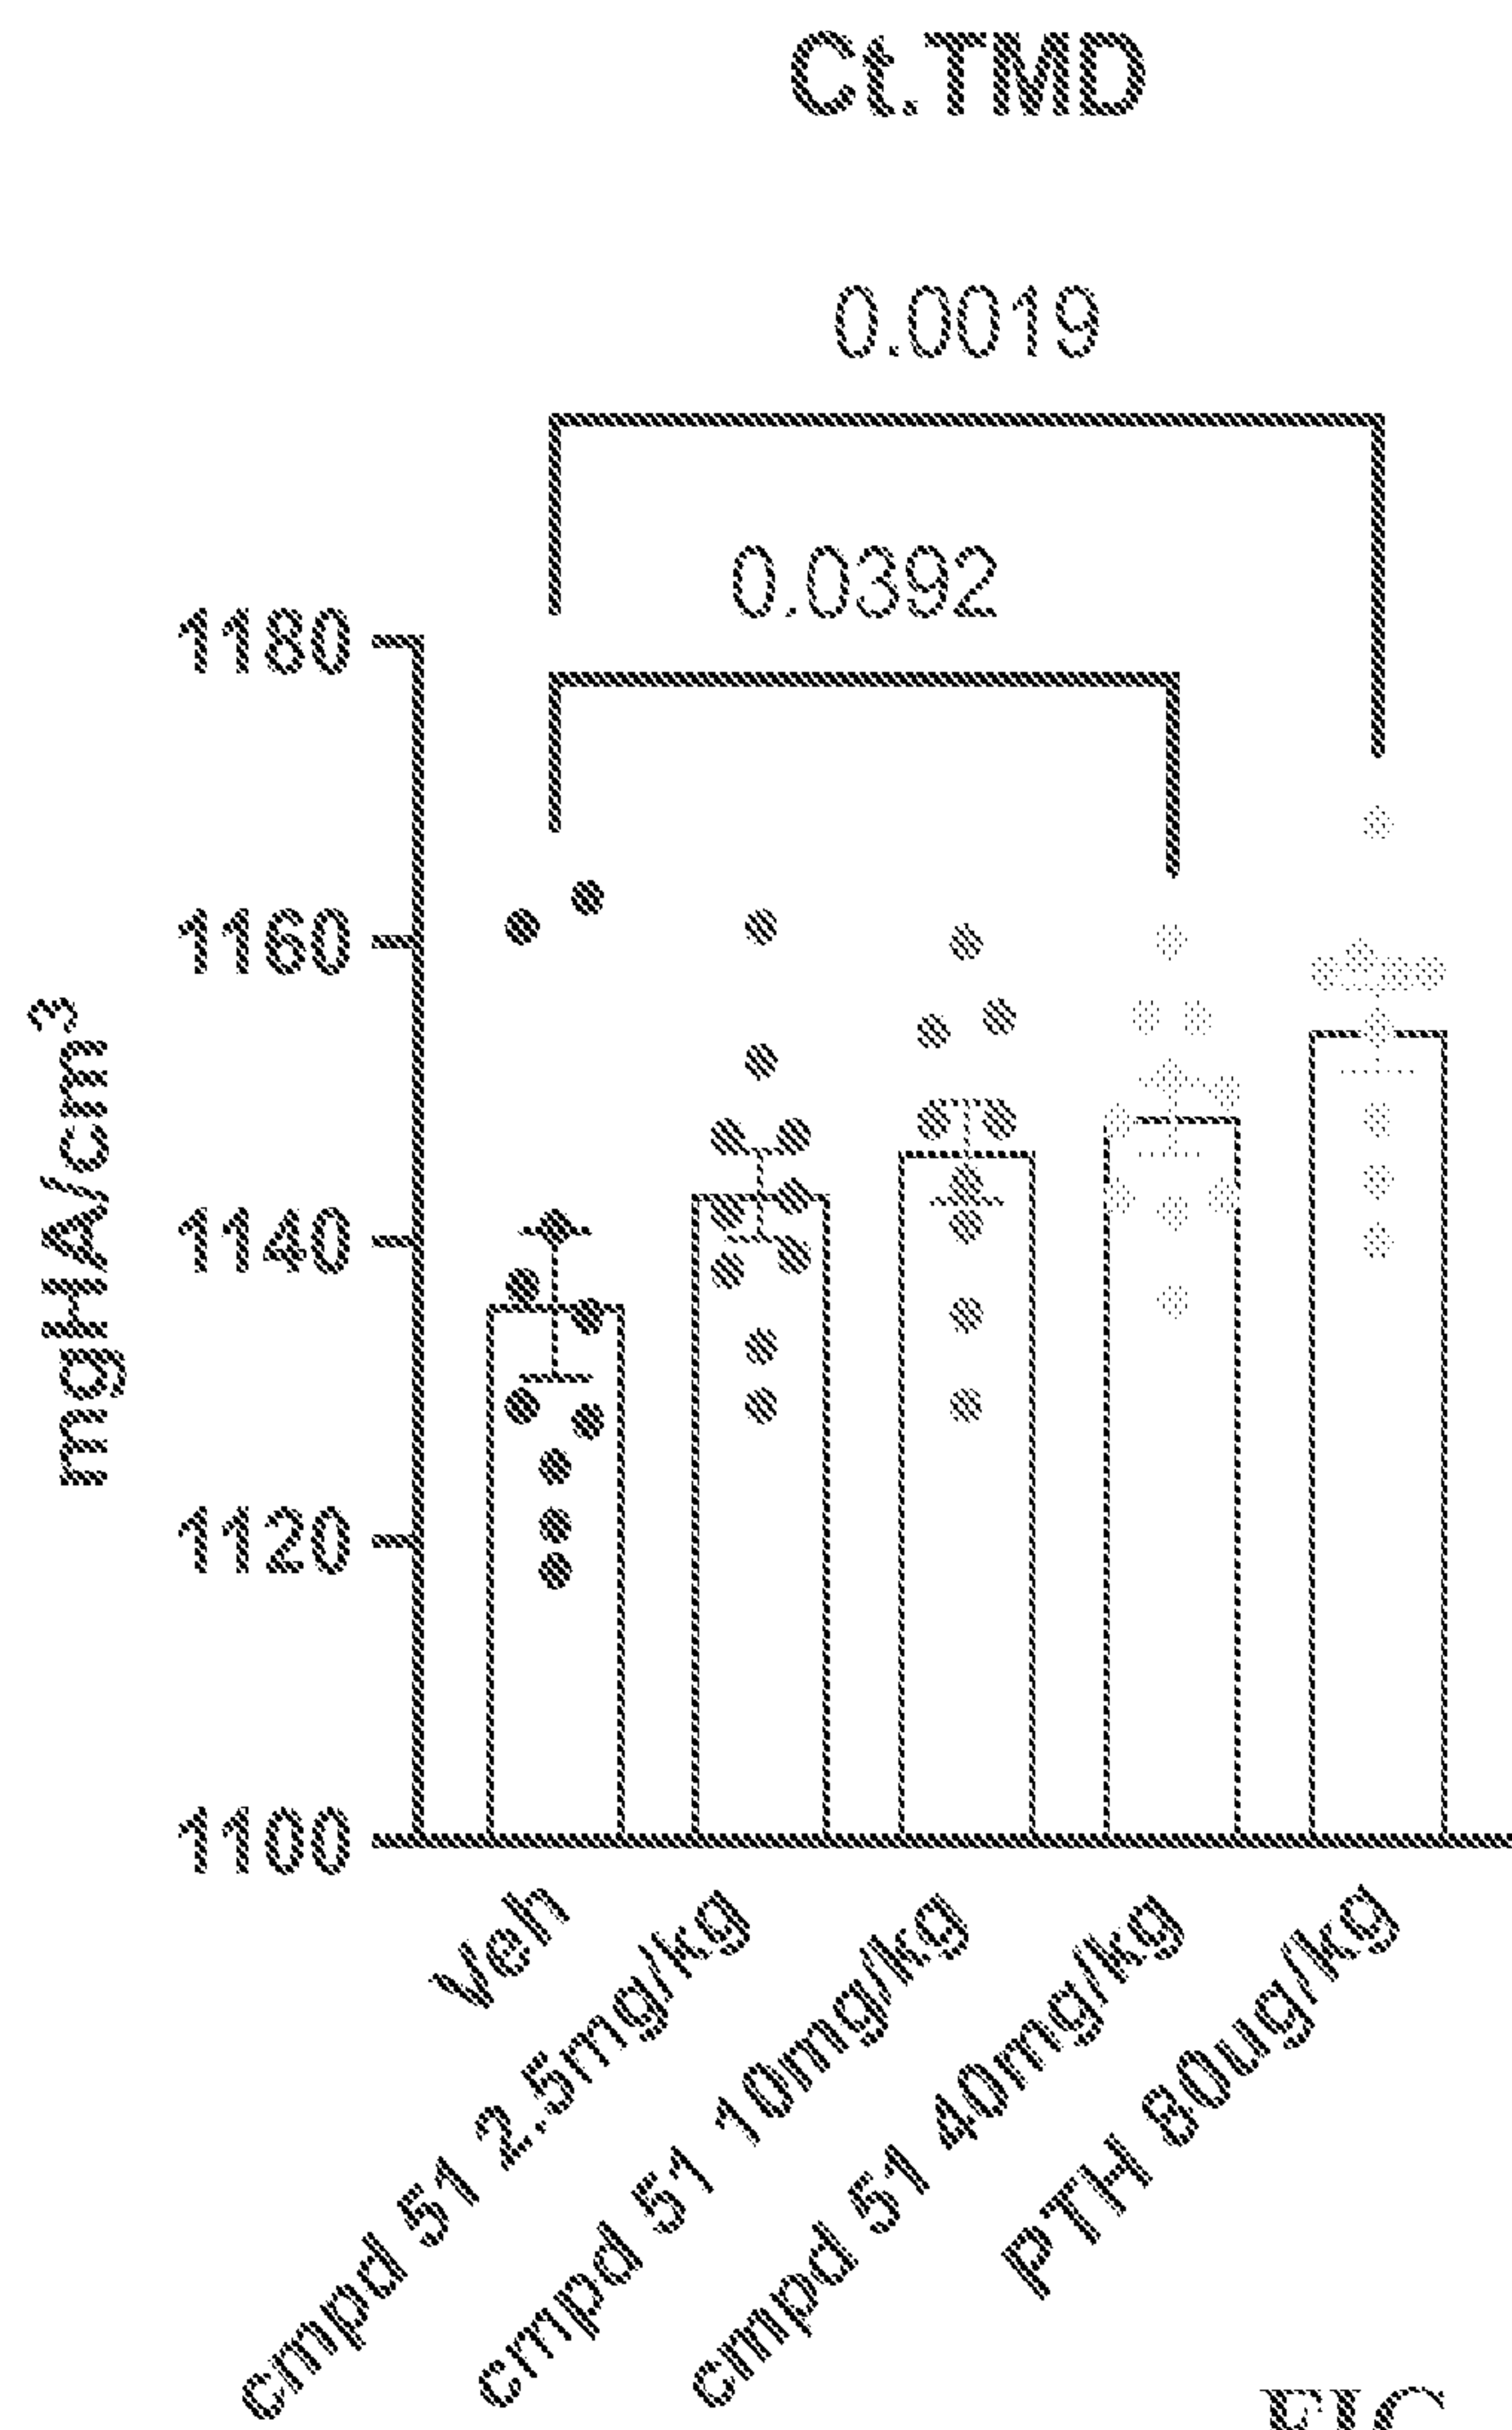 Ct.TMD
0.0019
0.0392
1180
1160
1140
1120
1100
mgHA/cm³
Veh
cmpd 51 2.5mg/kg
cmpd 51 10mg/kg
cmpd 51 40mg/kg
PTH 80ug/kg